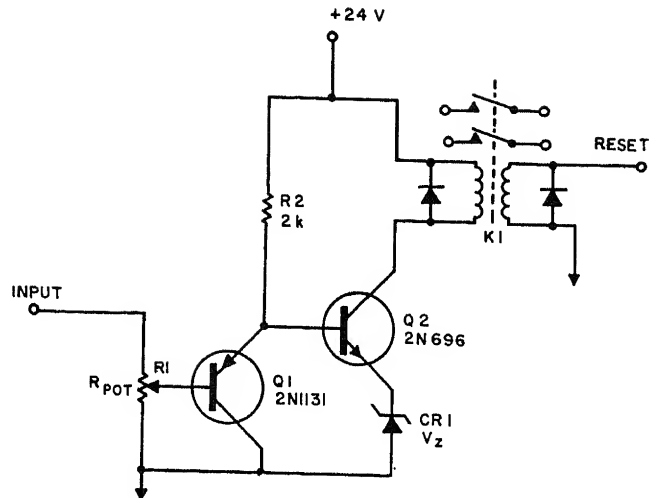 +24 V
RESET
K1
R2
2k
INPUT
Q2
2N696
R1
RPOT
Q1
2N1131
CR1
Vz